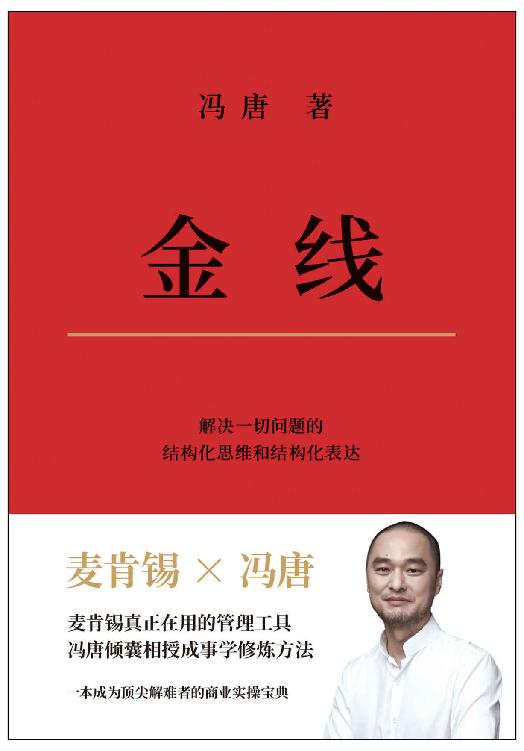 冯唐 著
金线
解决一切问题的
结构化思维和结构化表达
麦肯锡 × 冯唐
麦肯锡真正在用的管理工具
冯唐倾囊相授成事学修炼方法
一本成为顶尖解难者的商业实操宝典